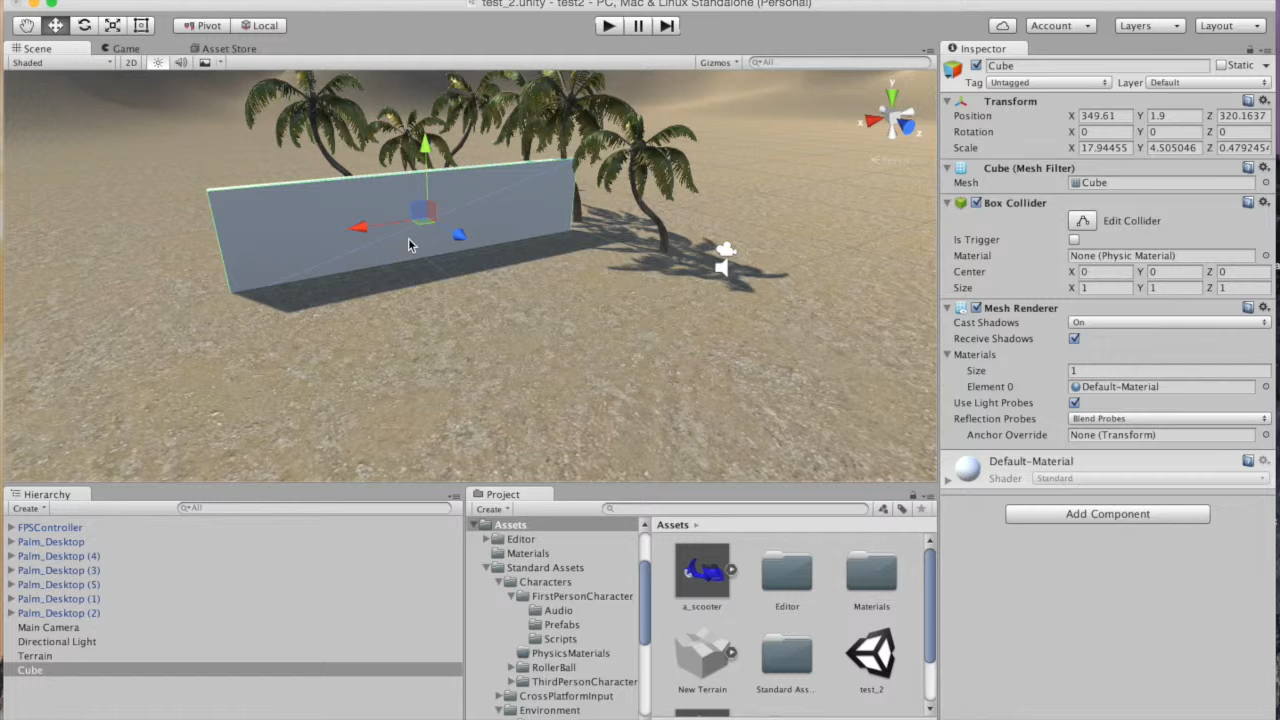 test_2.unity - test2 - PC, Mac & Linux Standalone (Personal)
Pivot Local Account Layers Layout
Scene Game Asset Store Inspector
Shaded 2D Gizmos All
Cube Static
Tag Untagged Layer Default
Transform
Position X 349.61 Y 1.9 Z 320.1637
Rotation X 0 Y 0 Z 0
Scale X 17.94455 Y 4.505046 Z 0.4792454
Cube (Mesh Filter)
Mesh Cube
Box Collider
Edit Collider
Is Trigger
Material None (Physic Material)
Center X 0 Y 0 Z 0
Size X 1 Y 1 Z 1
Mesh Renderer
Cast Shadows On
Receive Shadows
Materials
Size 1
Element 0 Default-Material
Use Light Probes
Reflection Probes Blend Probes
Anchor Override None (Transform)
Default-Material
Shader Standard
Add Component
y
x
z
Hierarchy
Create All
FPSController
Palm_Desktop
Palm_Desktop (4)
Palm_Desktop (3)
Palm_Desktop (5)
Palm_Desktop (1)
Palm_Desktop (2)
Main Camera
Directional Light
Terrain
Cube
Project
Create
Assets
Editor
Materials
Standard Assets
Characters
FirstPersonCharacter
Audio
Prefabs
Scripts
PhysicsMaterials
RollerBall
ThirdPersonCharacter
CrossPlatformInput
Environment
Assets
a_scooter Editor Materials
New Terrain Standard Ass... test_2